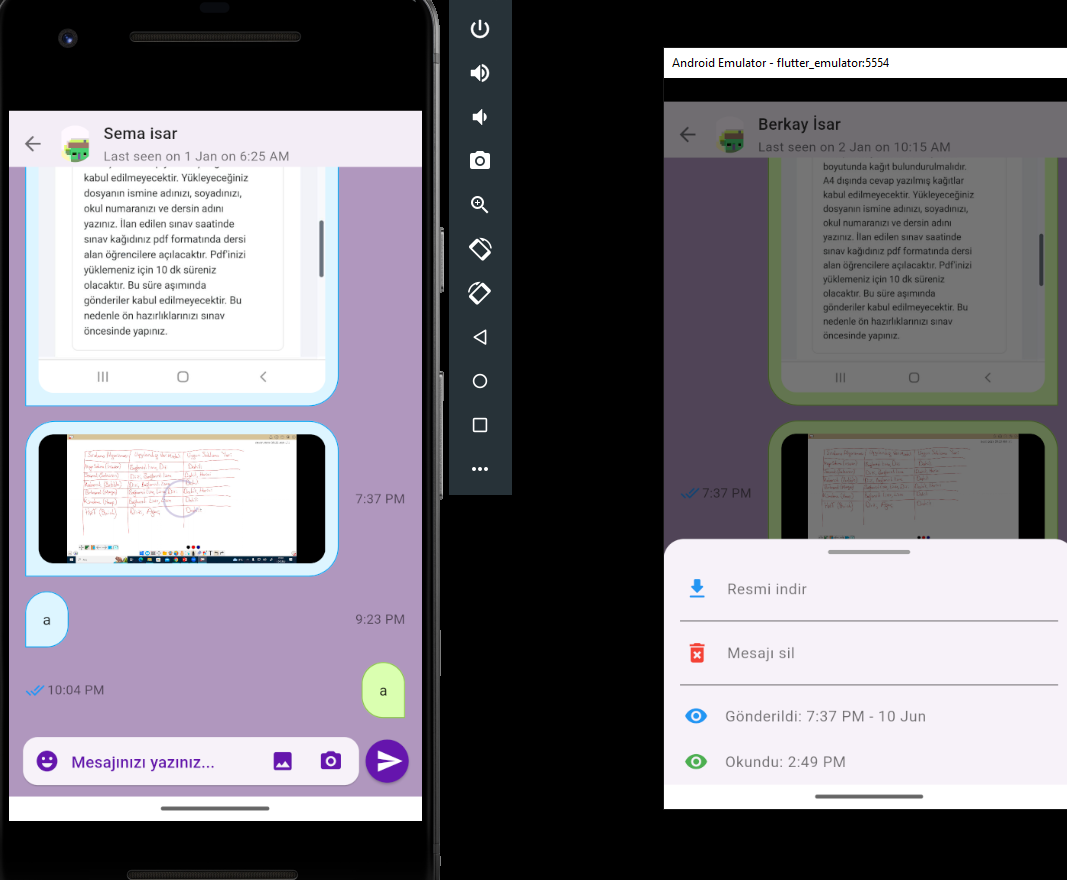 Sema isar
Last seen on 1 Jan on 6:25 AM
kabul edilmeyecektir. Yükleyeceğiniz
dosyanın ismine adınızı, soyadınızı,
okul numaranızı ve dersin adını
yazınız. İlan edilen sınav saatinde
sınav kağıdınız pdf formatında dersi
alan öğrencilere açılacaktır. Pdf'inizi
yüklemeniz için 10 dk süreniz
olacaktır. Bu süre aşımında
gönderiler kabul edilmeyecektir. Bu
nedenle ön hazırlıklarınızı sınav
öncesinde yapınız.
7:37 PM
a
9:23 PM
10:04 PM
a
Mesajınızı yazınız...
Android Emulator - flutter_emulator:5554
Berkay İsar
Last seen on 2 Jan on 10:15 AM
boyutunda kağıt bulundurulmalıdır.
A4 dışında cevap yazılmış kağıtlar
kabul edilmeyecektir. Yükleyeceğiniz
dosyanın ismine adınızı, soyadınızı,
okul numaranızı ve dersin adını
yazınız. İlan edilen sınav saatinde
sınav kağıdınız pdf formatında dersi
alan öğrencilere açılacaktır. Pdf'inizi
yüklemeniz için 10 dk süreniz
olacaktır. Bu süre aşımında
gönderiler kabul edilmeyecektir. Bu
nedenle ön hazırlıklarınızı sınav
öncesinde yapınız.
7:37 PM
Resmi indir
Mesajı sil
Gönderildi: 7:37 PM - 10 Jun
Okundu: 2:49 PM